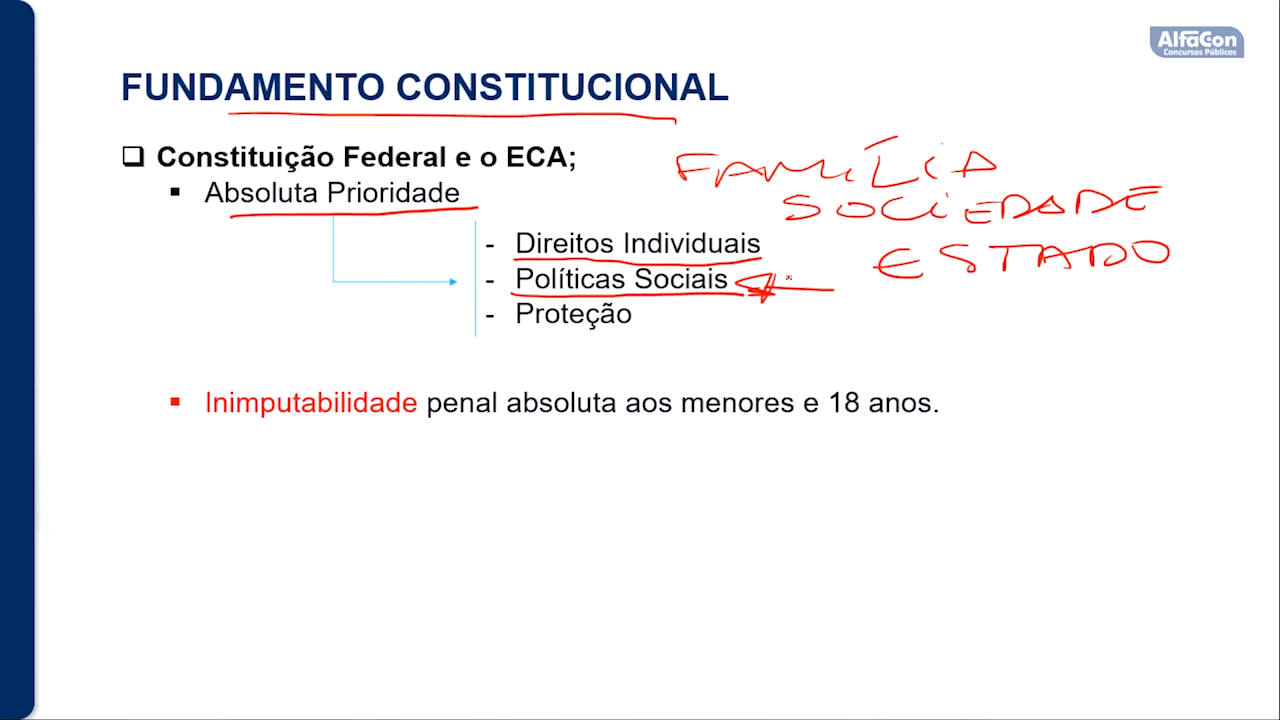 AlfaCon
Concursos Públicos
FUNDAMENTO CONSTITUCIONAL
❑ Constituição Federal e o ECA;
▪ Absoluta Prioridade
FAMÍLIA
SOCIEDADE
ESTADO
- Direitos Individuais
- Políticas Sociais
- Proteção
▪ Inimputabilidade penal absoluta aos menores e 18 anos.